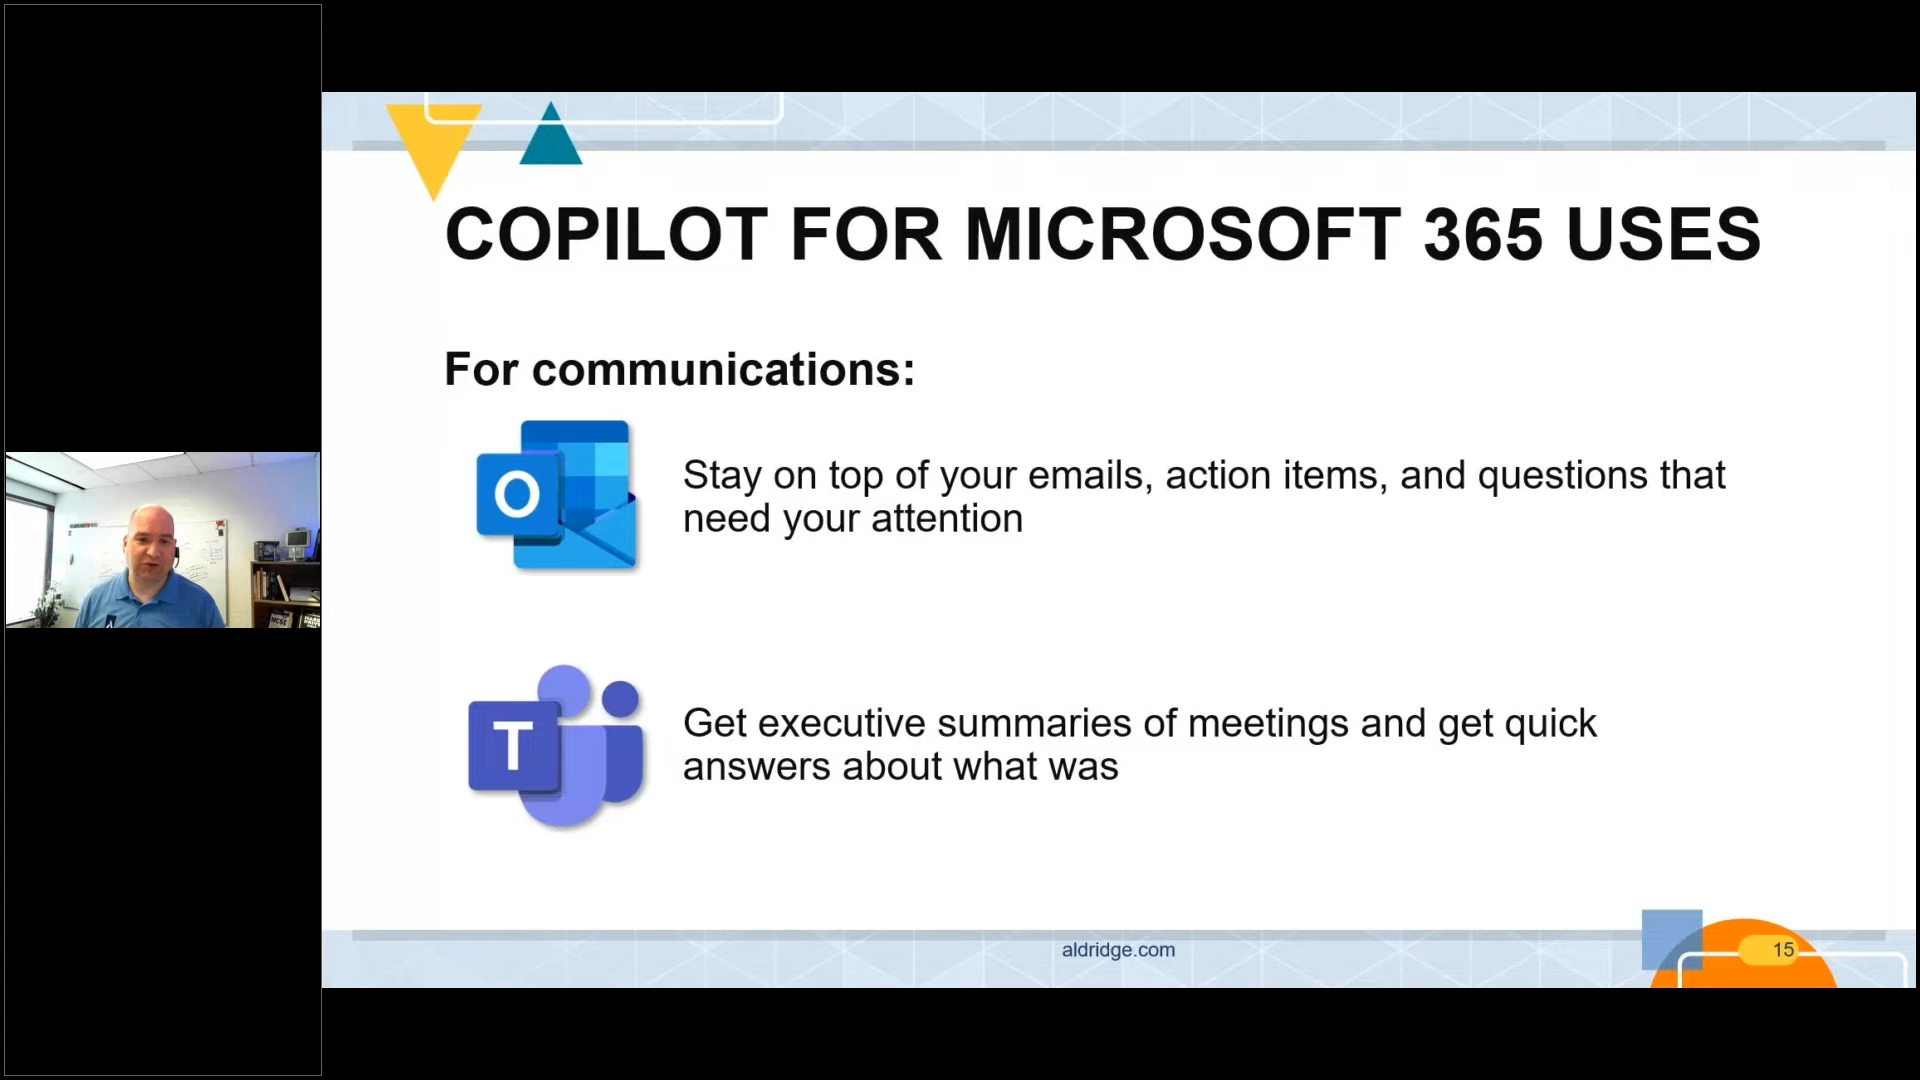 COPILOT FOR MICROSOFT 365 USES
For communications:
O
Stay on top of your emails, action items, and questions that
need your attention
T
Get executive summaries of meetings and get quick
answers about what was
aldridge.com
15